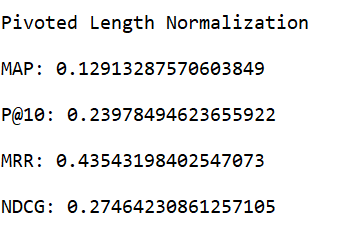 Pivoted Length Normalization
MAP: 0.12913287570603849
P@10: 0.23978494623655922
MRR: 0.43543198402547073
NDCG: 0.27464230861257105